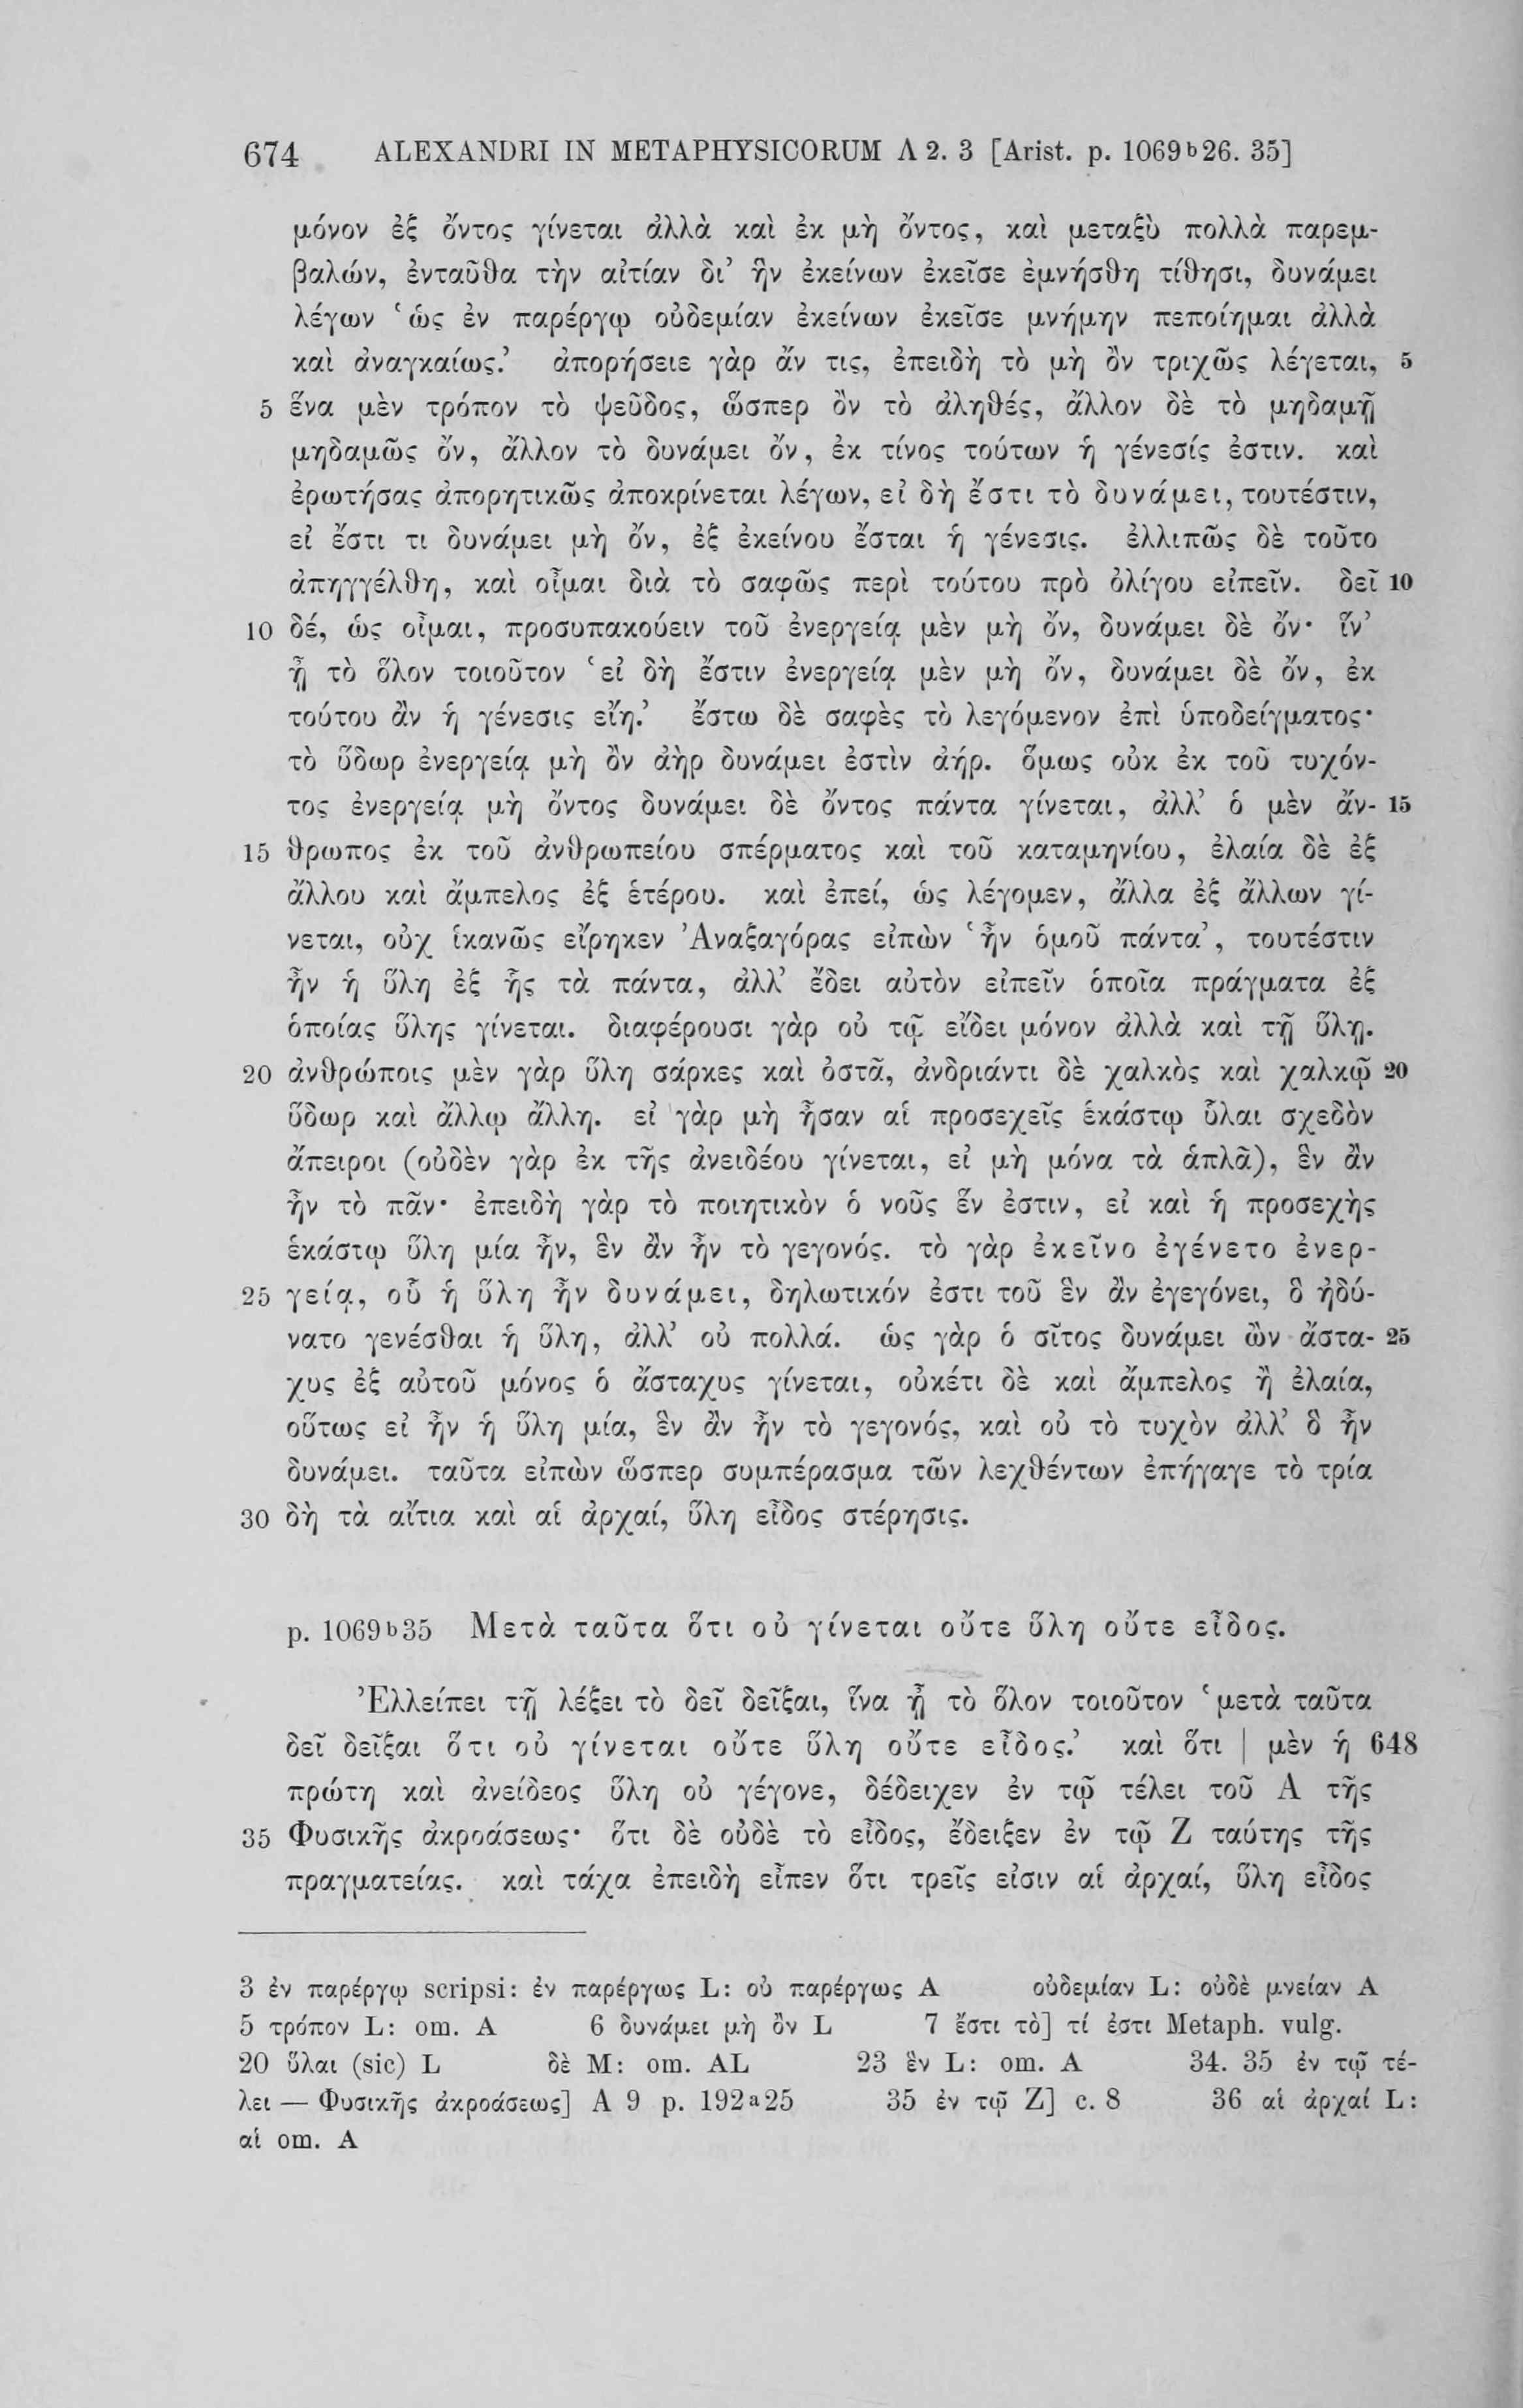 674 ALEXANDRI IN METAPHYSICORUM Λ 2. 3 [Arist. p. 1069b26. 35]
μόνον ἐξ ὄντος γίνεται ἀλλὰ καὶ ἐκ μὴ ὄντος, καὶ μεταξὺ πολλὰ παρεμ-
βαλών, ἐνταῦθα τὴν αἰτίαν δι’ ἣν ἐκείνων ἐκεῖσε ἐμνήσθη τίθησι, δυνάμει
λέγων ‘ὡς ἐν παρέργῳ οὐδεμίαν ἐκείνων ἐκεῖσε μνήμην πεποίημαι ἀλλὰ
καὶ ἀναγκαίως.’ ἀπορήσειε γὰρ ἄν τις, ἐπειδὴ τὸ μὴ ὂν τριχῶς λέγεται, 5
5 ἕνα μὲν τρόπον τὸ ψεῦδος, ὥσπερ ὂν τὸ ἀληθές, ἄλλον δὲ τὸ μηδαμῇ
μηδαμῶς ὄν, ἄλλον τὸ δυνάμει ὄν, ἐκ τίνος τούτων ἡ γένεσίς ἐστιν. καὶ
ἐρωτήσας ἀπορητικῶς ἀποκρίνεται λέγων, εἰ δὴ ἔστι τὸ δυνάμει, τουτέστιν,
εἰ ἔστι τι δυνάμει μὴ ὄν, ἐξ ἐκείνου ἔσται ἡ γένεσις. ἐλλιπῶς δὲ τοῦτο
ἀπηγγέλθη, καὶ οἶμαι διὰ τὸ σαφῶς περὶ τούτου πρὸ ὀλίγου εἰπεῖν. δεῖ 10
10 δέ, ὡς οἶμαι, προσυπακούειν τοῦ ἐνεργείᾳ μὲν μὴ ὄν, δυνάμει δὲ ὄν· ἵν’
ᾖ τὸ ὅλον τοιοῦτον ‘εἰ δὴ ἔστιν ἐνεργείᾳ μὲν μὴ ὄν, δυνάμει δὲ ὄν, ἐκ
τούτου ἂν ἡ γένεσις εἴη.’ ἔστω δὲ σαφὲς τὸ λεγόμενον ἐπὶ ὑποδείγματος·
τὸ ὕδωρ ἐνεργείᾳ μὴ ὂν ἀὴρ δυνάμει ἐστὶν ἀήρ. ὅμως οὐκ ἐκ τοῦ τυχόν-
τος ἐνεργείᾳ μὴ ὄντος δυνάμει δὲ ὄντος πάντα γίνεται, ἀλλ’ ὁ μὲν ἄν- 15
15 θρωπος ἐκ τοῦ ἀνθρωπείου σπέρματος καὶ τοῦ καταμηνίου, ἐλαία δὲ ἐξ
ἄλλου καὶ ἄμπελος ἐξ ἑτέρου. καὶ ἐπεί, ὡς λέγομεν, ἄλλα ἐξ ἄλλων γί-
νεται, οὐχ ἱκανῶς εἴρηκεν Ἀναξαγόρας εἰπὼν ‘ἦν ὁμοῦ πάντα’, τουτέστιν
ἦν ἡ ὕλη ἐξ ἧς τὰ πάντα, ἀλλ’ ἔδει αὐτὸν εἰπεῖν ὁποῖα πράγματα ἐξ
ὁποίας ὕλης γίνεται. διαφέρουσι γὰρ οὐ τῷ εἴδει μόνον ἀλλὰ καὶ τῇ ὕλῃ.
20 ἀνθρώποις μὲν γὰρ ὕλη σάρκες καὶ ὀστᾶ, ἀνδριάντι δὲ χαλκὸς καὶ χαλκῷ 20
ὕδωρ καὶ ἄλλῳ ἄλλη. εἰ γὰρ μὴ ἦσαν αἱ προσεχεῖς ἑκάστῳ ὗλαι σχεδὸν
ἄπειροι (οὐδὲν γὰρ ἐκ τῆς ἀνειδέου γίνεται, εἰ μὴ μόνα τὰ ἁπλᾶ), ἓν ἂν
ἦν τὸ πᾶν· ἐπειδὴ γὰρ τὸ ποιητικὸν ὁ νοῦς ἕν ἐστιν, εἰ καὶ ἡ προσεχὴς
ἑκάστῳ ὕλη μία ἦν, ἓν ἂν ἦν τὸ γεγονός. τὸ γὰρ ἐκεῖνο ἐγένετο ἐνερ-
25 γείᾳ, οὗ ἡ ὕλη ἦν δυνάμει, δηλωτικόν ἐστι τοῦ ἓν ἂν ἐγεγόνει, ὃ ἠδύ-
νατο γενέσθαι ἡ ὕλη, ἀλλ’ οὐ πολλά. ὡς γὰρ ὁ σῖτος δυνάμει ὢν ἄστα- 25
χυς ἐξ αὐτοῦ μόνος ὁ ἄσταχυς γίνεται, οὐκέτι δὲ καὶ ἄμπελος ἢ ἐλαία,
οὕτως εἰ ἦν ἡ ὕλη μία, ἓν ἂν ἦν τὸ γεγονός, καὶ οὐ τὸ τυχὸν ἀλλ’ ὃ ἦν
δυνάμει. ταῦτα εἰπὼν ὥσπερ συμπέρασμα τῶν λεχθέντων ἐπήγαγε τὸ τρία
30 δὴ τὰ αἴτια καὶ αἱ ἀρχαί, ὕλη εἶδος στέρησις.
p. 1069b35 Μετὰ ταῦτα ὅτι οὐ γίνεται οὔτε ὕλη οὔτε εἶδος.
Ἐλλείπει τῇ λέξει τὸ δεῖ δεῖξαι, ἵνα ᾖ τὸ ὅλον τοιοῦτον ‘μετὰ ταῦτα
δεῖ δεῖξαι ὅτι οὐ γίνεται οὔτε ὕλη οὔτε εἶδος.’ καὶ ὅτι | μὲν ἡ 648
πρώτη καὶ ἀνείδεος ὕλη οὐ γέγονε, δέδειχεν ἐν τῷ τέλει τοῦ Α τῆς
35 Φυσικῆς ἀκροάσεως· ὅτι δὲ οὐδὲ τὸ εἶδος, ἔδειξεν ἐν τῷ Ζ ταύτης τῆς
πραγματείας. καὶ τάχα ἐπειδὴ εἶπεν ὅτι τρεῖς εἰσιν αἱ ἀρχαί, ὕλη εἶδος
3 ἐν παρέργῳ scripsi: ἐν παρέργως L: οὐ παρέργως A οὐδεμίαν L: οὐδὲ μνείαν A
5 τρόπον L: om. A 6 δυνάμει μὴ ὂν L 7 ἔστι τὸ] τί ἐστι Metaph. vulg.
20 ὕλαι (sic) L δὲ M: om. AL 23 ἓν L: om. A 34. 35 ἐν τῷ τέ-
λει — Φυσικῆς ἀκροάσεως] Α 9 p. 192a25 35 ἐν τῷ Ζ] c. 8 36 αἱ ἀρχαί L:
αἱ om. A